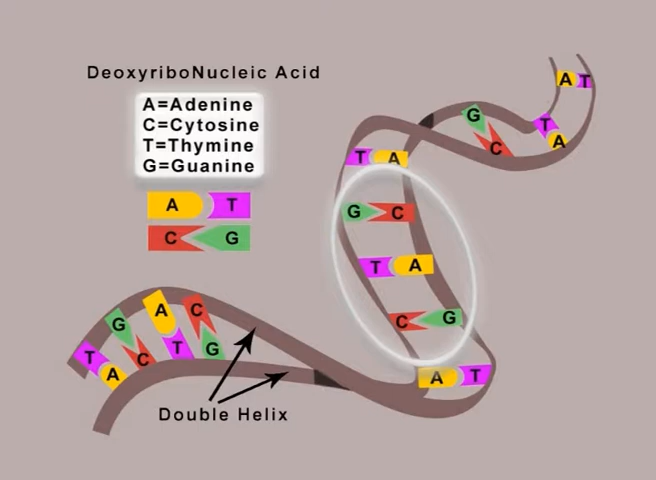 DeoxyriboNucleic Acid
A=Adenine
C=Cytosine
T=Thymine
G=Guanine
A T
C G
A T
G C
T A
T A
G C
T A
C G
A T
T A
G C
A T
C G
Double Helix